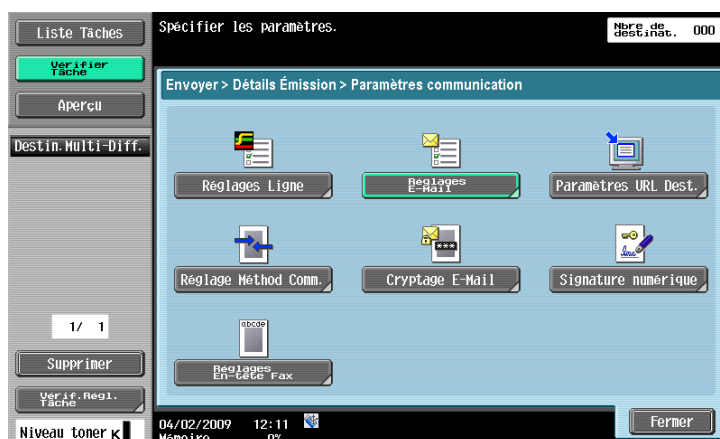 Liste Tâches
Spécifier les paramètres.
Nbre de destinat. 000
Vérifier
Tâche
Aperçu
Envoyer > Détails Émission > Paramètres communication
Destin.Multi-Diff.
Réglages Ligne
Réglages
E-Mail
Paramètres URL Dest.
Réglage Méthod Comm.
Cryptage E-Mail
Signature numérique
abcde
Réglages
En-tête Fax
1/ 1
Supprimer
Vérif.Régl.
Tâche
Niveau toner K
04/02/2009 12:11
Mémoire 0%
Fermer